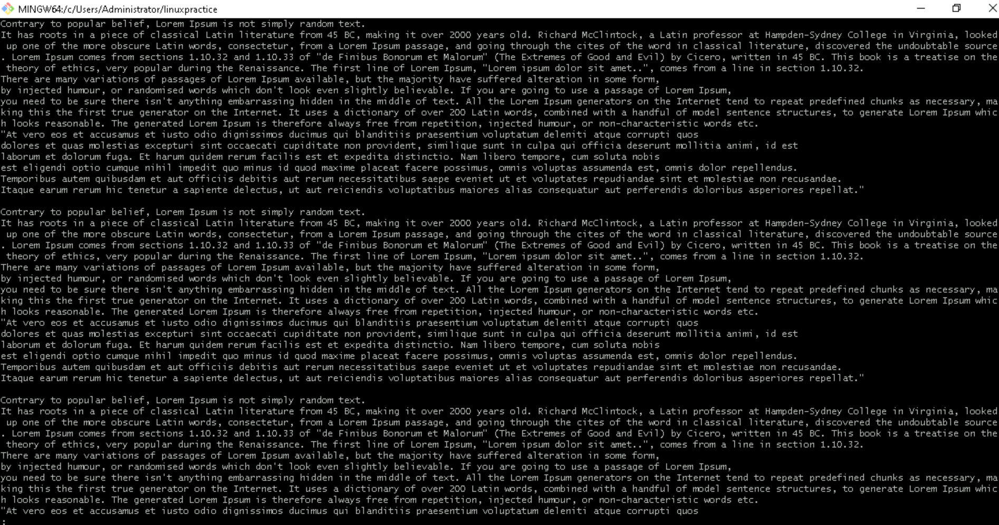 MINGW64:/c/Users/Administrator/linuxpractice
Contrary to popular belief, Lorem Ipsum is not simply random text.
It has roots in a piece of classical Latin literature from 45 BC, making it over 2000 years old. Richard McClintock, a Latin professor at Hampden-Sydney College in Virginia, looked
 up one of the more obscure Latin words, consectetur, from a Lorem Ipsum passage, and going through the cites of the word in classical literature, discovered the undoubtable source
. Lorem Ipsum comes from sections 1.10.32 and 1.10.33 of "de Finibus Bonorum et Malorum" (The Extremes of Good and Evil) by Cicero, written in 45 BC. This book is a treatise on the
 theory of ethics, very popular during the Renaissance. The first line of Lorem Ipsum, "Lorem ipsum dolor sit amet..", comes from a line in section 1.10.32.
There are many variations of passages of Lorem Ipsum available, but the majority have suffered alteration in some form,
by injected humour, or randomised words which don't look even slightly believable. If you are going to use a passage of Lorem Ipsum,
you need to be sure there isn't anything embarrassing hidden in the middle of text. All the Lorem Ipsum generators on the Internet tend to repeat predefined chunks as necessary, ma
king this the first true generator on the Internet. It uses a dictionary of over 200 Latin words, combined with a handful of model sentence structures, to generate Lorem Ipsum whic
h looks reasonable. The generated Lorem Ipsum is therefore always free from repetition, injected humour, or non-characteristic words etc.
"At vero eos et accusamus et iusto odio dignissimos ducimus qui blanditiis praesentium voluptatum deleniti atque corrupti quos
dolores et quas molestias excepturi sint occaecati cupiditate non provident, similique sunt in culpa qui officia deserunt mollitia animi, id est
laborum et dolorum fuga. Et harum quidem rerum facilis est et expedita distinctio. Nam libero tempore, cum soluta nobis
est eligendi optio cumque nihil impedit quo minus id quod maxime placeat facere possimus, omnis voluptas assumenda est, omnis dolor repellendus.
Temporibus autem quibusdam et aut officiis debitis aut rerum necessitatibus saepe eveniet ut et voluptates repudiandae sint et molestiae non recusandae.
Itaque earum rerum hic tenetur a sapiente delectus, ut aut reiciendis voluptatibus maiores alias consequatur aut perferendis doloribus asperiores repellat."

Contrary to popular belief, Lorem Ipsum is not simply random text.
It has roots in a piece of classical Latin literature from 45 BC, making it over 2000 years old. Richard McClintock, a Latin professor at Hampden-Sydney College in Virginia, looked
 up one of the more obscure Latin words, consectetur, from a Lorem Ipsum passage, and going through the cites of the word in classical literature, discovered the undoubtable source
. Lorem Ipsum comes from sections 1.10.32 and 1.10.33 of "de Finibus Bonorum et Malorum" (The Extremes of Good and Evil) by Cicero, written in 45 BC. This book is a treatise on the
 theory of ethics, very popular during the Renaissance. The first line of Lorem Ipsum, "Lorem ipsum dolor sit amet..", comes from a line in section 1.10.32.
There are many variations of passages of Lorem Ipsum available, but the majority have suffered alteration in some form,
by injected humour, or randomised words which don't look even slightly believable. If you are going to use a passage of Lorem Ipsum,
you need to be sure there isn't anything embarrassing hidden in the middle of text. All the Lorem Ipsum generators on the Internet tend to repeat predefined chunks as necessary, ma
king this the first true generator on the Internet. It uses a dictionary of over 200 Latin words, combined with a handful of model sentence structures, to generate Lorem Ipsum whic
h looks reasonable. The generated Lorem Ipsum is therefore always free from repetition, injected humour, or non-characteristic words etc.
"At vero eos et accusamus et iusto odio dignissimos ducimus qui blanditiis praesentium voluptatum deleniti atque corrupti quos
dolores et quas molestias excepturi sint occaecati cupiditate non provident, similique sunt in culpa qui officia deserunt mollitia animi, id est
laborum et dolorum fuga. Et harum quidem rerum facilis est et expedita distinctio. Nam libero tempore, cum soluta nobis
est eligendi optio cumque nihil impedit quo minus id quod maxime placeat facere possimus, omnis voluptas assumenda est, omnis dolor repellendus.
Temporibus autem quibusdam et aut officiis debitis aut rerum necessitatibus saepe eveniet ut et voluptates repudiandae sint et molestiae non recusandae.
Itaque earum rerum hic tenetur a sapiente delectus, ut aut reiciendis voluptatibus maiores alias consequatur aut perferendis doloribus asperiores repellat."

Contrary to popular belief, Lorem Ipsum is not simply random text.
It has roots in a piece of classical Latin literature from 45 BC, making it over 2000 years old. Richard McClintock, a Latin professor at Hampden-Sydney College in Virginia, looked
 up one of the more obscure Latin words, consectetur, from a Lorem Ipsum passage, and going through the cites of the word in classical literature, discovered the undoubtable source
. Lorem Ipsum comes from sections 1.10.32 and 1.10.33 of "de Finibus Bonorum et Malorum" (The Extremes of Good and Evil) by Cicero, written in 45 BC. This book is a treatise on the
 theory of ethics, very popular during the Renaissance. The first line of Lorem Ipsum, "Lorem ipsum dolor sit amet..", comes from a line in section 1.10.32.
There are many variations of passages of Lorem Ipsum available, but the majority have suffered alteration in some form,
by injected humour, or randomised words which don't look even slightly believable. If you are going to use a passage of Lorem Ipsum,
you need to be sure there isn't anything embarrassing hidden in the middle of text. All the Lorem Ipsum generators on the Internet tend to repeat predefined chunks as necessary, ma
king this the first true generator on the Internet. It uses a dictionary of over 200 Latin words, combined with a handful of model sentence structures, to generate Lorem Ipsum whic
h looks reasonable. The generated Lorem Ipsum is therefore always free from repetition, injected humour, or non-characteristic words etc.
"At vero eos et accusamus et iusto odio dignissimos ducimus qui blanditiis praesentium voluptatum deleniti atque corrupti quos
: